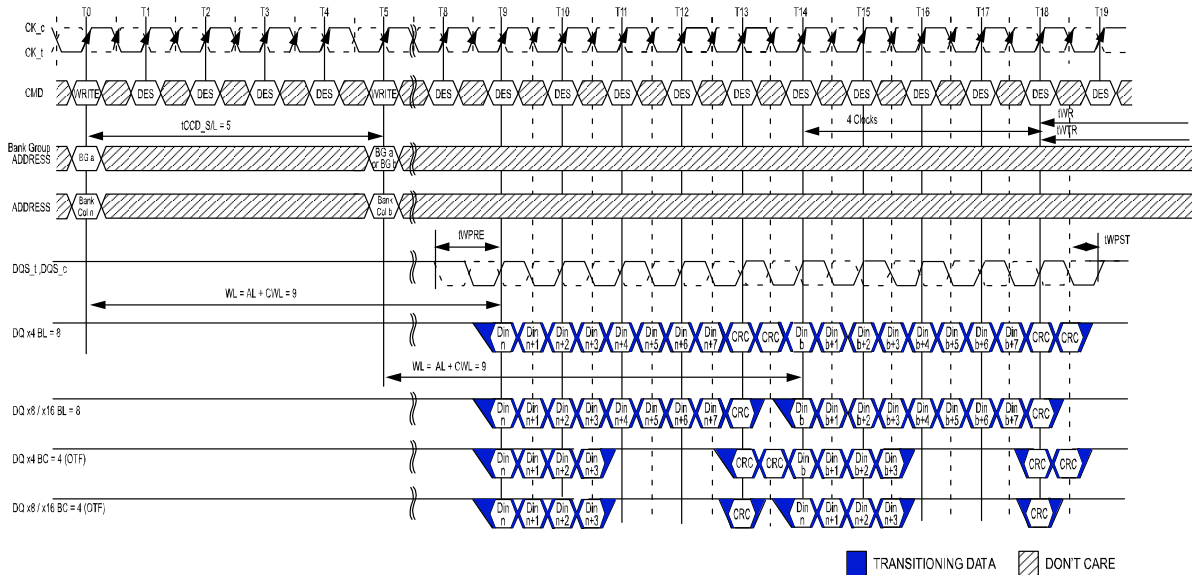 T0 T1 T2 T3 T4 T5 T8 T9 T10 T11 T12 T13 T14 T15 T16 T17 T18 T19
CK_c
CK_t
CMD WRITE DES DES DES DES WRITE DES DES DES DES DES DES DES DES DES DES DES DES
tCCD_S/L = 5
4 Clocks
tWR
tWTR
Bank Group
ADDRESS
BG a
BG a
or BG b
ADDRESS
Bank
Col n
Bank
Col b
tWPRE
tWPST
DQS_t ,DQS_c
WL = AL + CWL = 9
DQ x4 BL = 8
Din n Din n+1 Din n+2 Din n+3 Din n+4 Din n+5 Din n+6 Din n+7 CRC CRC Din b Din b+1 Din b+2 Din b+3 Din b+4 Din b+5 Din b+6 Din b+7 CRC CRC
WL = AL + CWL = 9
DQ x8 / x16 BL = 8
Din n Din n+1 Din n+2 Din n+3 Din n+4 Din n+5 Din n+6 Din n+7 CRC Din b Din b+1 Din b+2 Din b+3 Din b+4 Din b+5 Din b+6 Din b+7 CRC
DQ x4 BC = 4 (OTF)
Din n Din n+1 Din n+2 Din n+3 CRC CRC Din b Din b+1 Din b+2 Din b+3 CRC CRC
DQ x8 / x16 BC = 4 (OTF)
Din n Din n+1 Din n+2 Din n+3 CRC Din b Din b+1 Din b+2 Din b+3 CRC
TRANSITIONING DATA
DON'T CARE